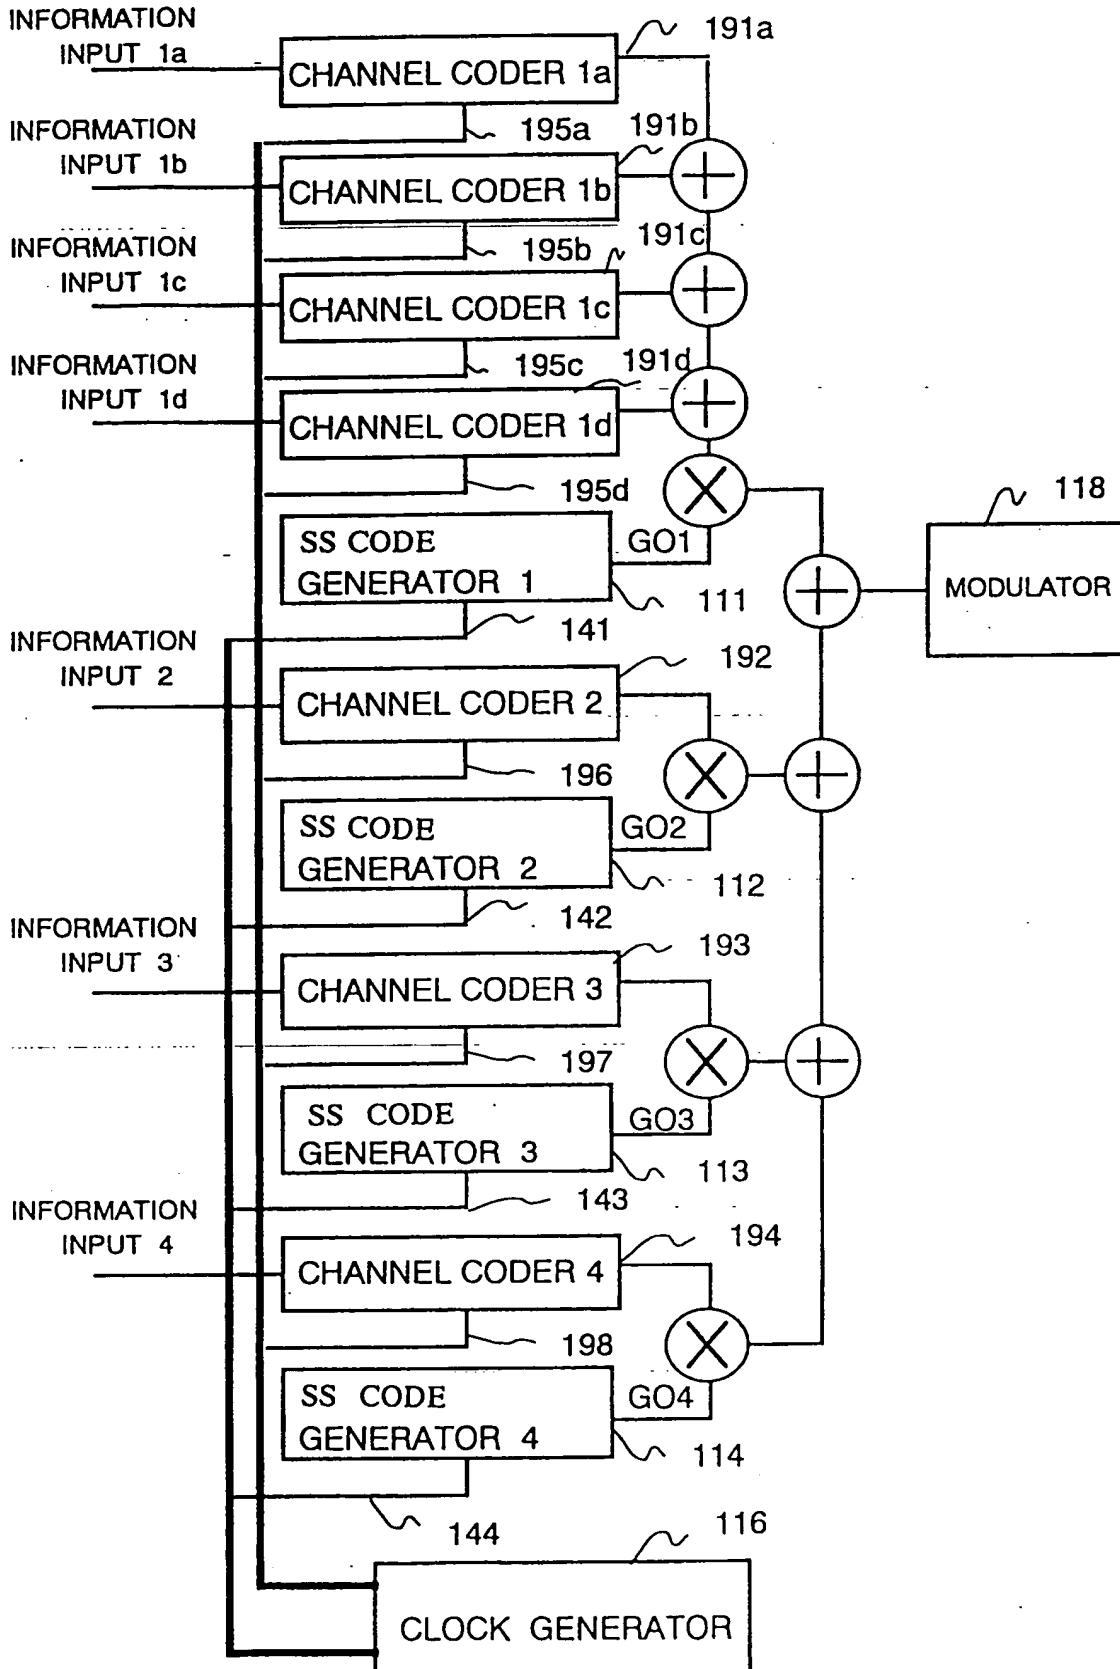 INFORMATION
INPUT 1a
CHANNEL CODER 1a
191a
195a
INFORMATION
INPUT 1b
CHANNEL CODER 1b
191b
195b
INFORMATION
INPUT 1c
CHANNEL CODER 1c
191c
195c
INFORMATION
INPUT 1d
CHANNEL CODER 1d
191d
195d
SS CODE
GENERATOR 1
GO1
111
141
118
MODULATOR
INFORMATION
INPUT 2
CHANNEL CODER 2
192
196
SS CODE
GENERATOR 2
GO2
112
142
INFORMATION
INPUT 3
CHANNEL CODER 3
193
197
SS CODE
GENERATOR 3
GO3
113
143
INFORMATION
INPUT 4
CHANNEL CODER 4
194
198
SS CODE
GENERATOR 4
GO4
114
144
116
CLOCK GENERATOR